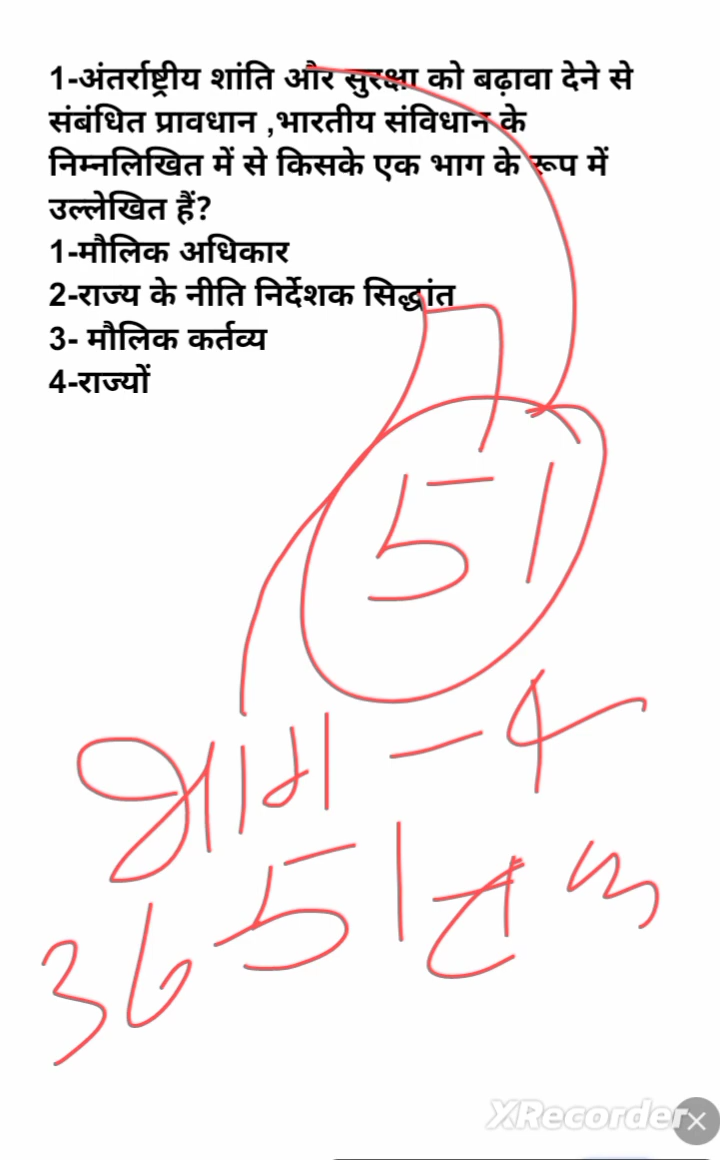 1-अंतर्राष्ट्रीय शांति और सुरक्षा को बढ़ावा देने से
संबंधित प्रावधान ,भारतीय संविधान के
निम्नलिखित में से किसके एक भाग के रूप में
उल्लेखित हैं?
1-मौलिक अधिकार
2-राज्य के नीति निर्देशक सिद्धांत
3- मौलिक कर्तव्य
4-राज्यों
51
भाग - 4
36-51 तक
XRecorder